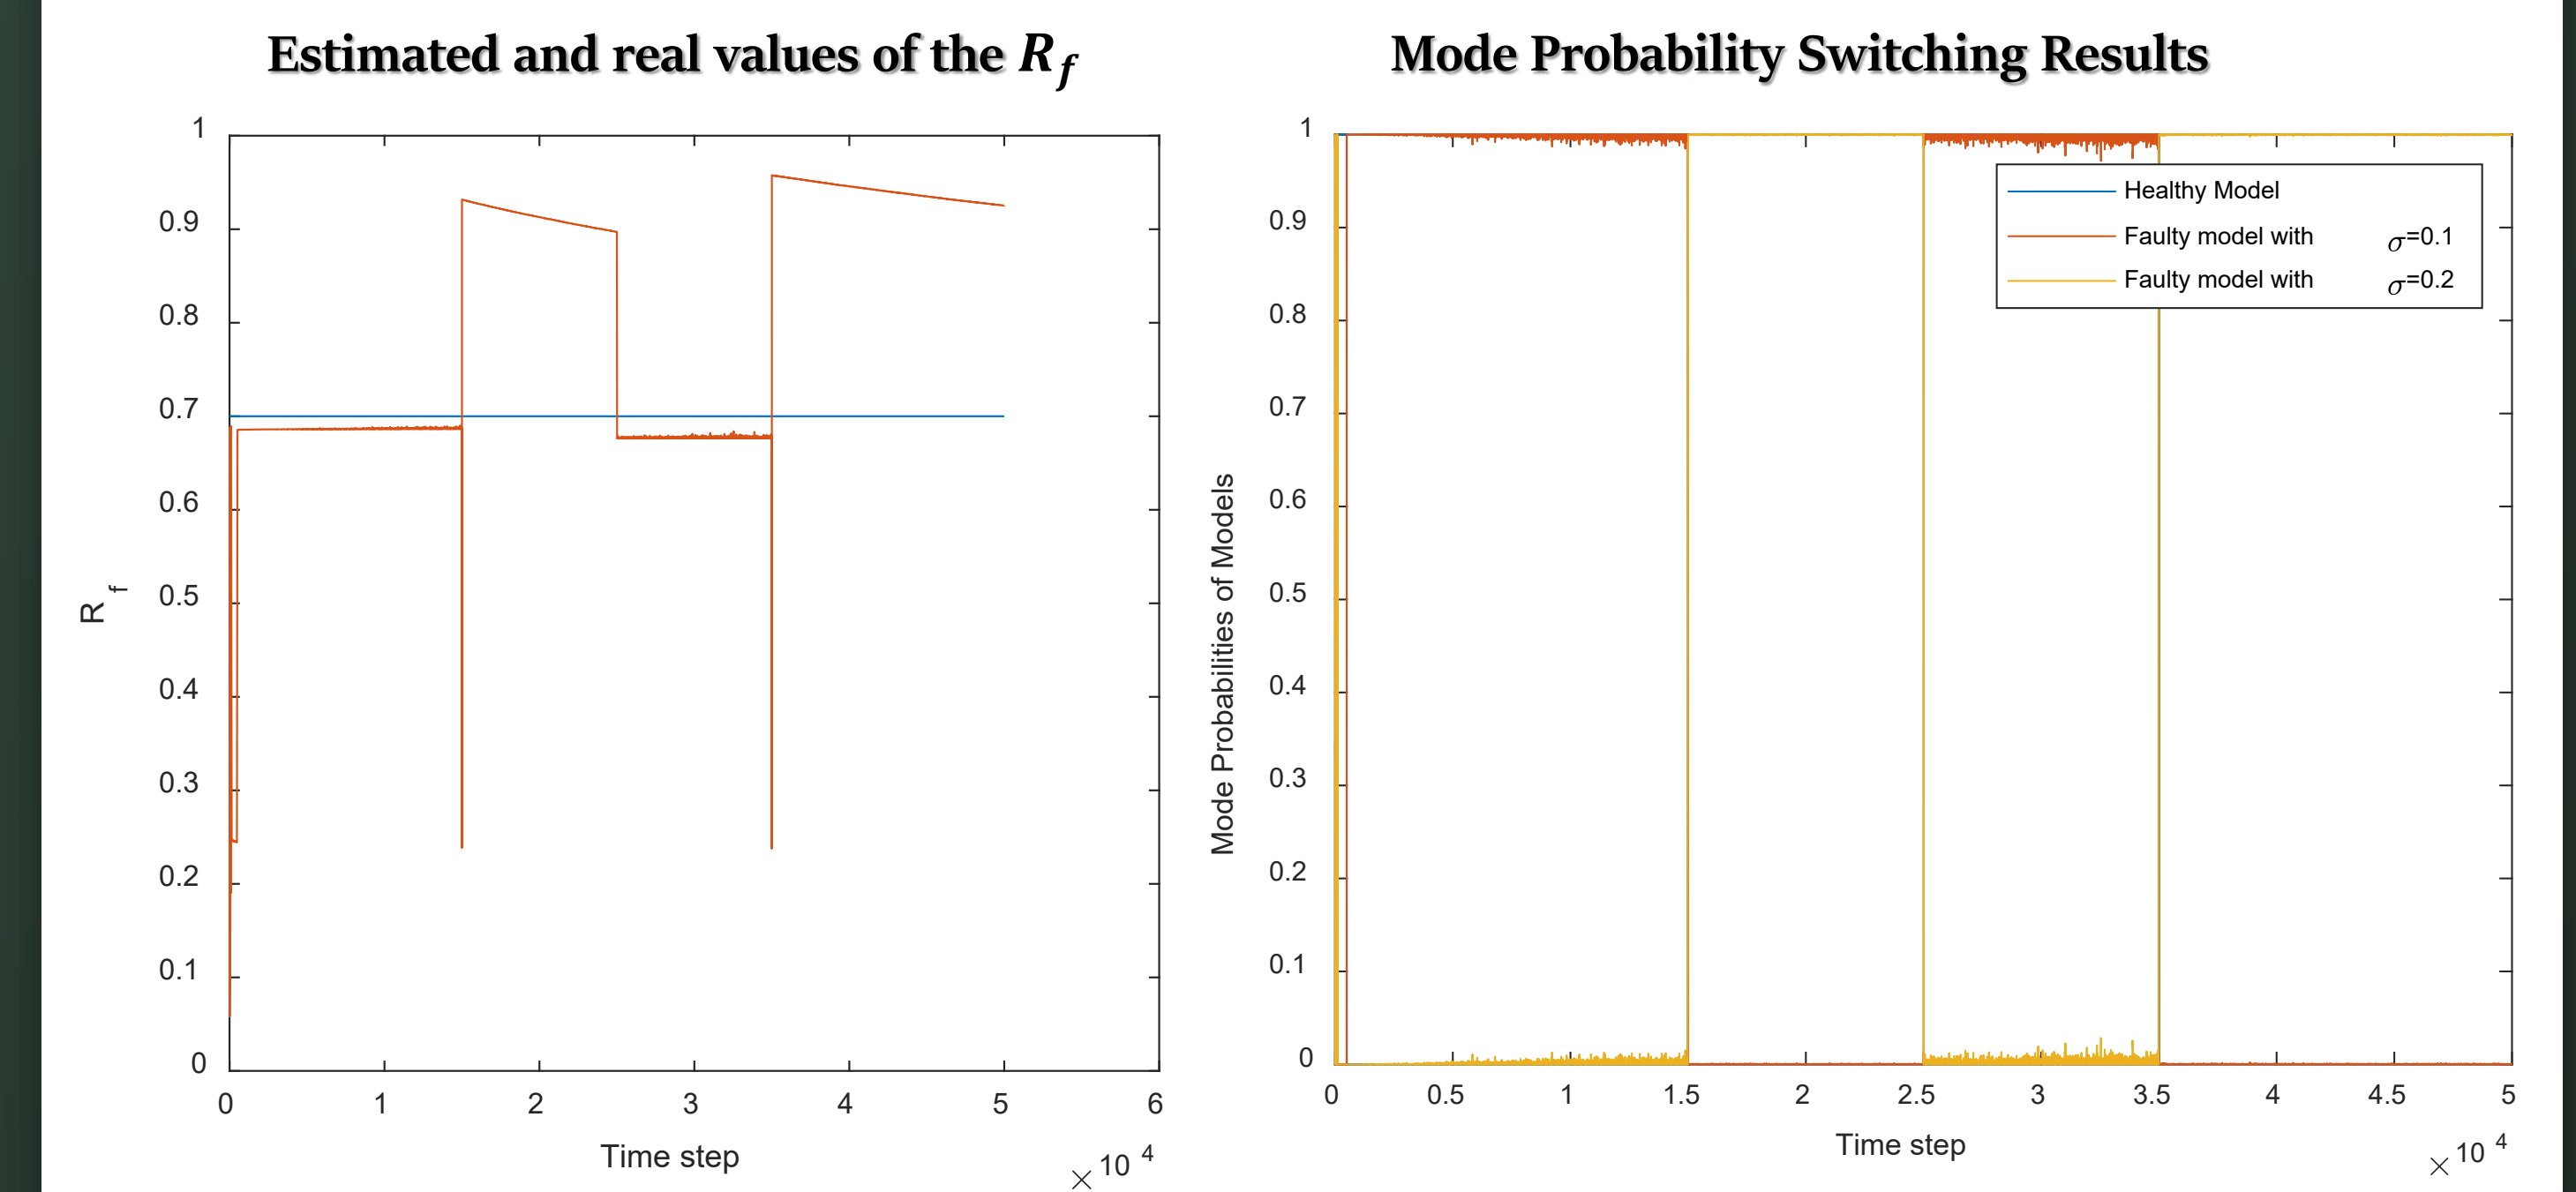 Estimated and real values of the R_f
Mode Probability Switching Results
1
0.9
0.8
0.7
0.6
0.5
0.4
0.3
0.2
0.1
0
R f
0 1 2 3 4 5 6
Time step
×10 4
1
0.9
0.8
0.7
0.6
0.5
0.4
0.3
0.2
0.1
0
Mode Probabilities of Models
Healthy Model
Faulty model with σ=0.1
Faulty model with σ=0.2
0 0.5 1 1.5 2 2.5 3 3.5 4 4.5 5
Time step
×10 4